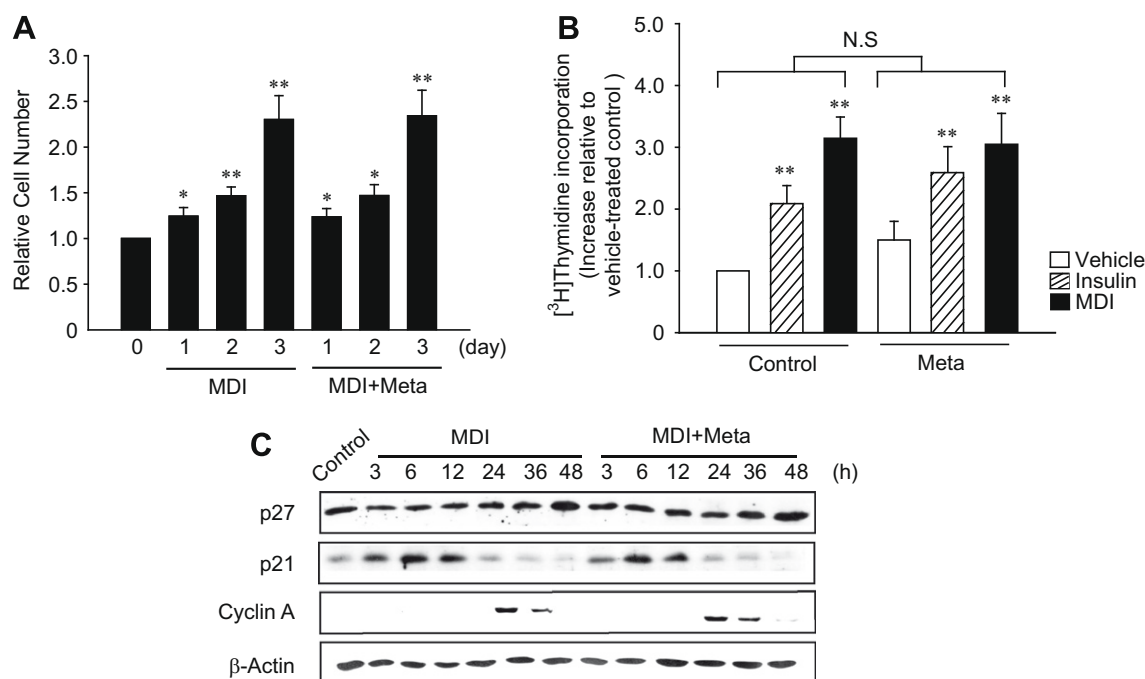 A
3.0
2.5
2.0
1.5
1.0
0.5
0
Relative Cell Number
* ** ** * * **
0 1 2 3 1 2 3 (day)
MDI MDI+Meta
B
5.0
4.0
3.0
2.0
1.0
0.0
[³H]Thymidine incorporation
(Increase relative to
vehicle-treated control )
N.S
** ** ** **
Control Meta
Vehicle
Insulin
MDI
C
Control MDI MDI+Meta
3 6 12 24 36 48 3 6 12 24 36 48 (h)
p27
p21
Cyclin A
β-Actin